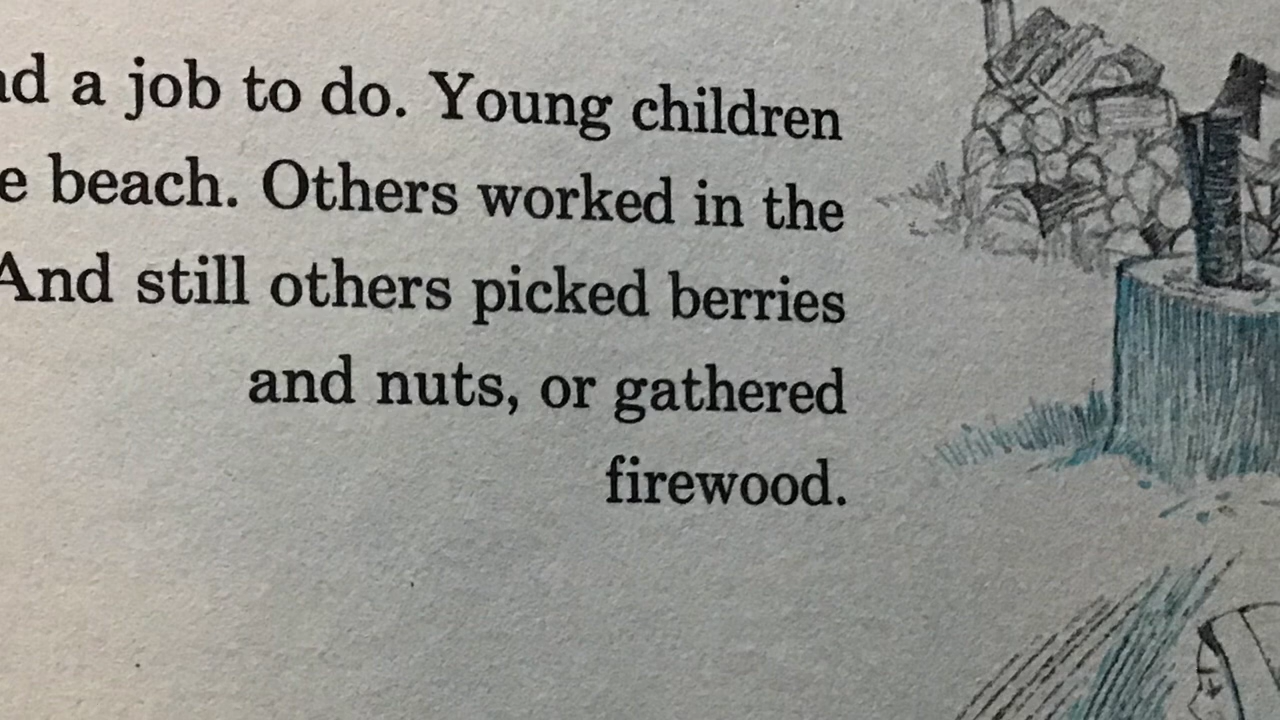 a job to do. Young children
beach. Others worked in the
And still others picked berries
and nuts, or gathered
firewood.